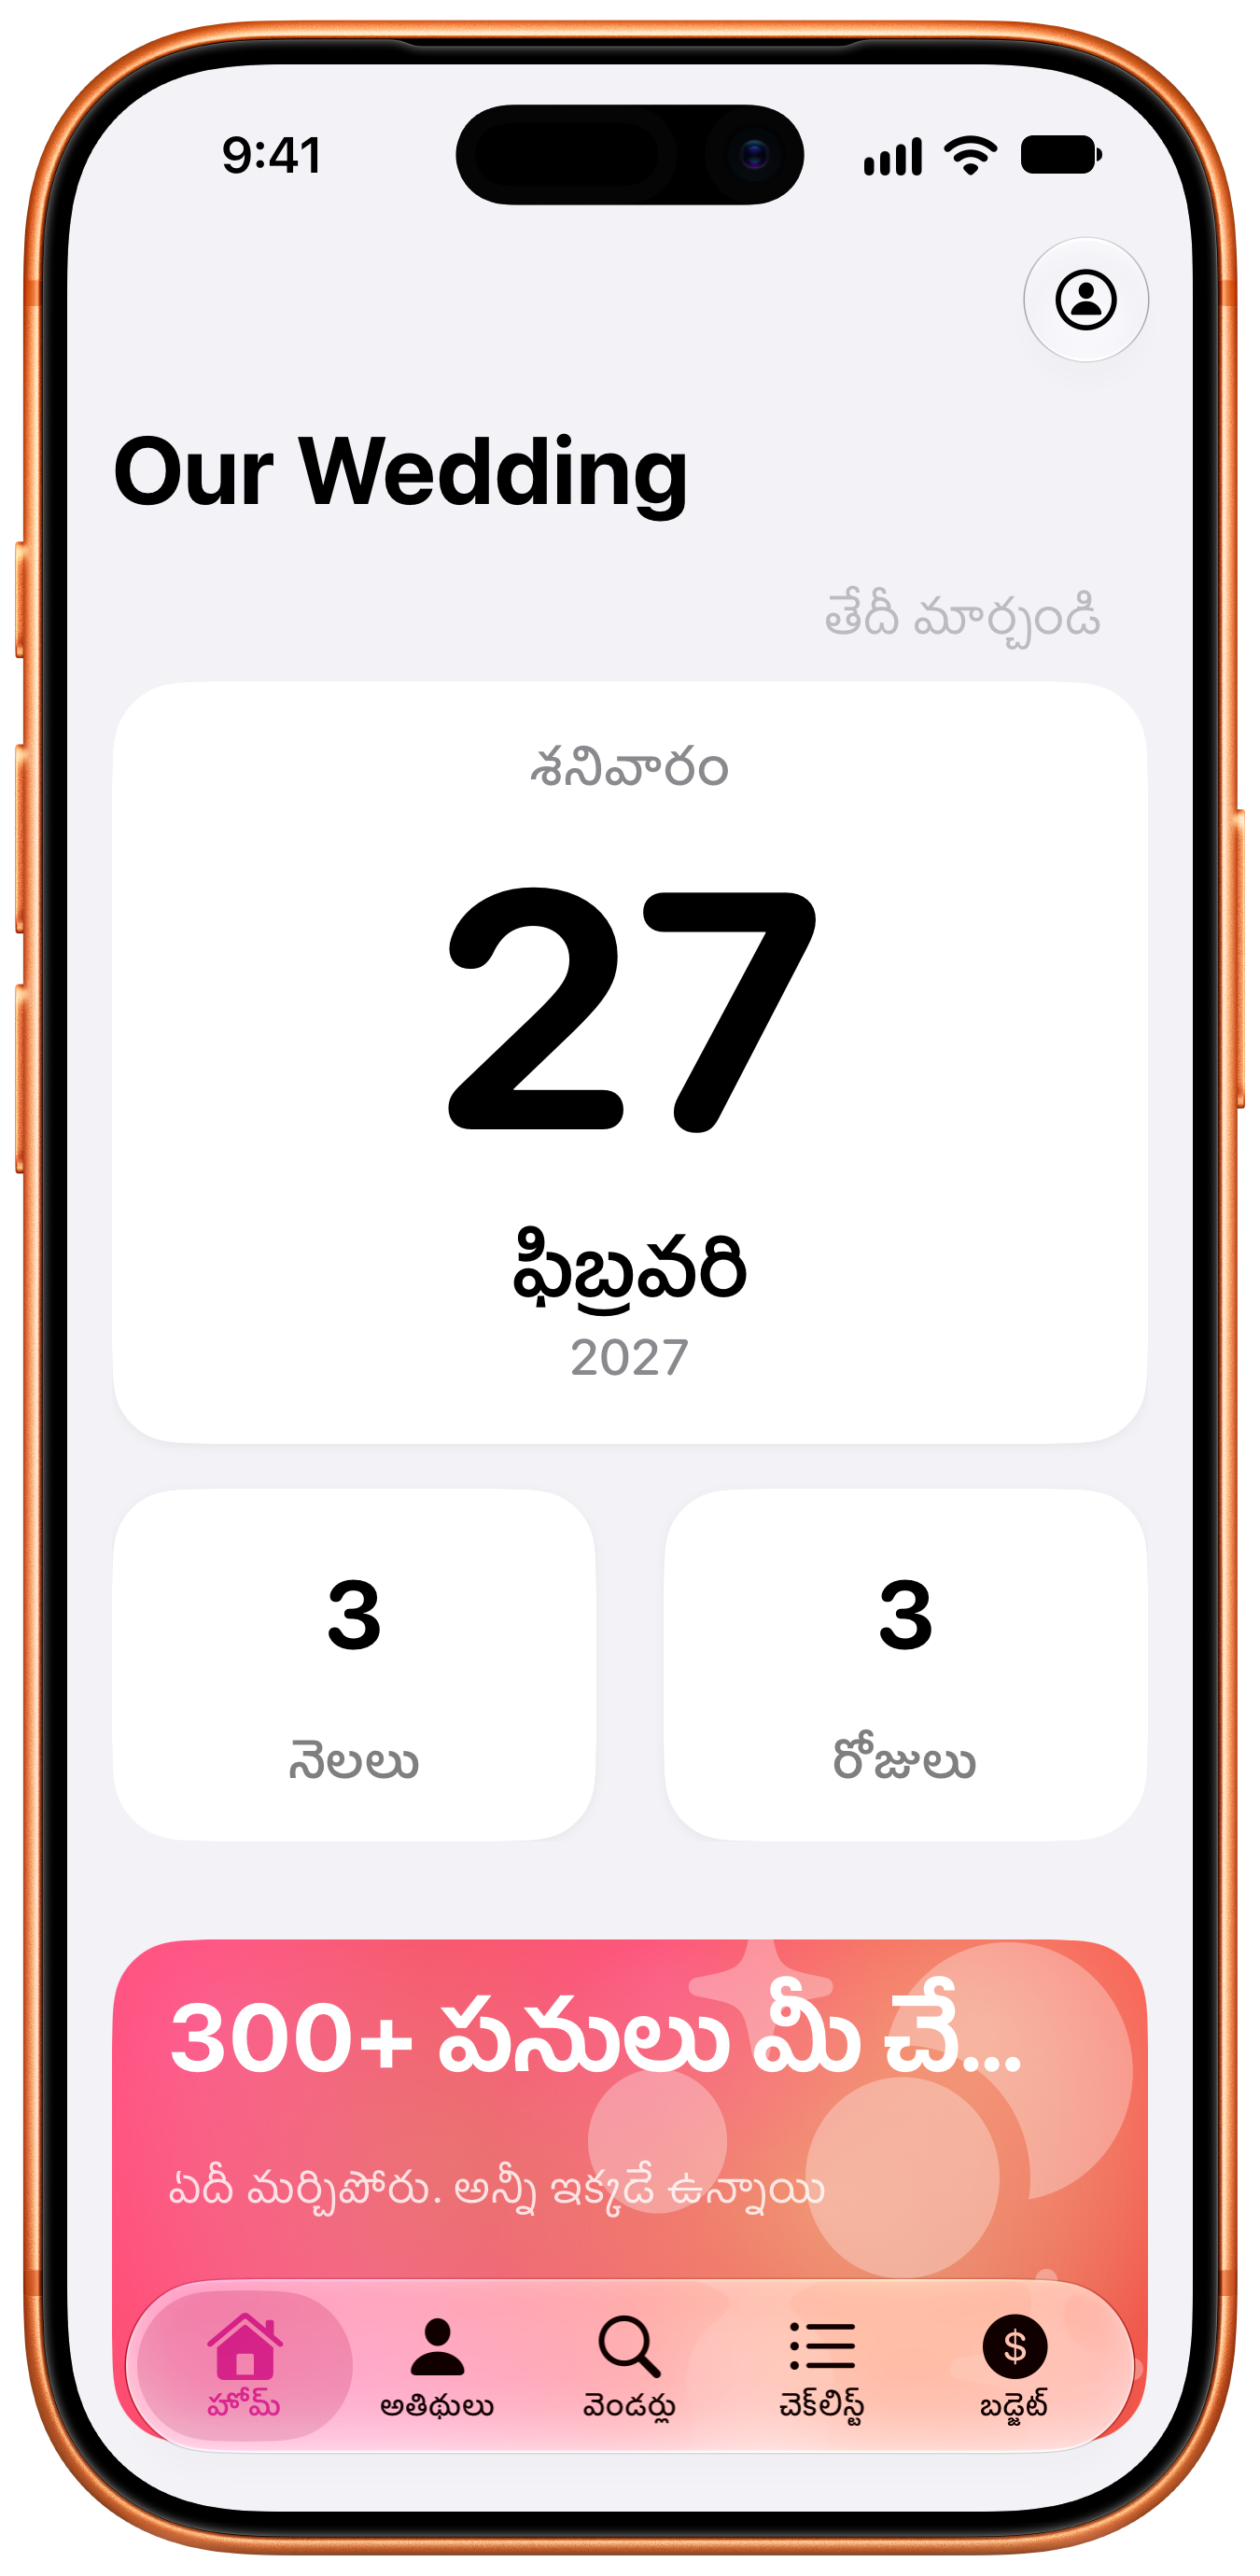 9:41
Our Wedding
తేదీ మార్చండి
శనివారం
27
ఫిబ్రవరి
2027
3
నెలలు
3
రోజులు
300+ పనులు మీ చే...
ఏదీ మర్చిపోరు. అన్నీ ఇక్కడే ఉన్నాయి
హోమ్
అతిథులు
వెండర్లు
చెక్‌లిస్ట్
బడ్జెట్